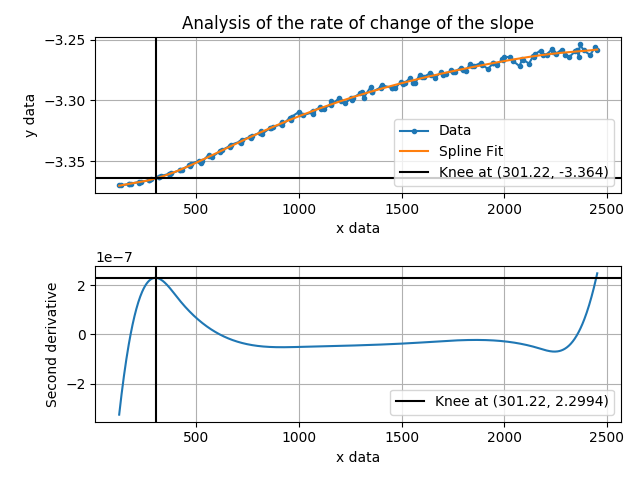 Analysis of the rate of change of the slope
−3.25
−3.30
−3.35
y data
Data
Spline Fit
Knee at (301.22, -3.364)
500
1000
1500
2000
2500
x data
1e−7
2
0
−2
Second derivative
Knee at (301.22, 2.2994)
500
1000
1500
2000
2500
x data